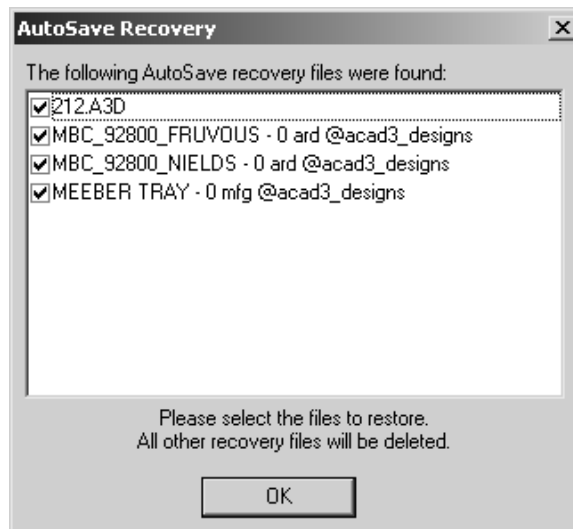 AutoSave Recovery
The following AutoSave recovery files were found:
212.A3D
MBC_92800_FRUVOUS - 0 ard @acad3_designs
MBC_92800_NIELDS - 0 ard @acad3_designs
MEEBER TRAY - 0 mfg @acad3_designs
Please select the files to restore.
All other recovery files will be deleted.
OK